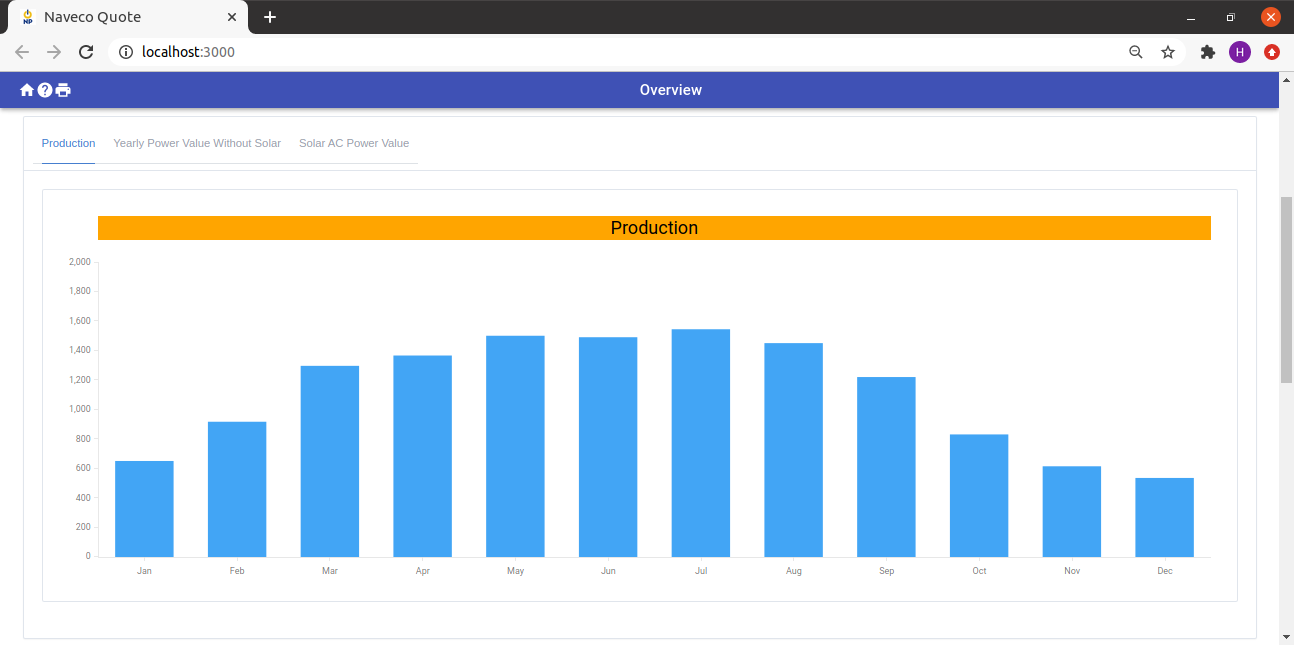 Naveco Quote
localhost:3000
H
Overview
Production Yearly Power Value Without Solar Solar AC Power Value
Production
2,000
1,800
1,600
1,400
1,200
1,000
800
600
400
200
0
Jan Feb Mar Apr May Jun Jul Aug Sep Oct Nov Dec